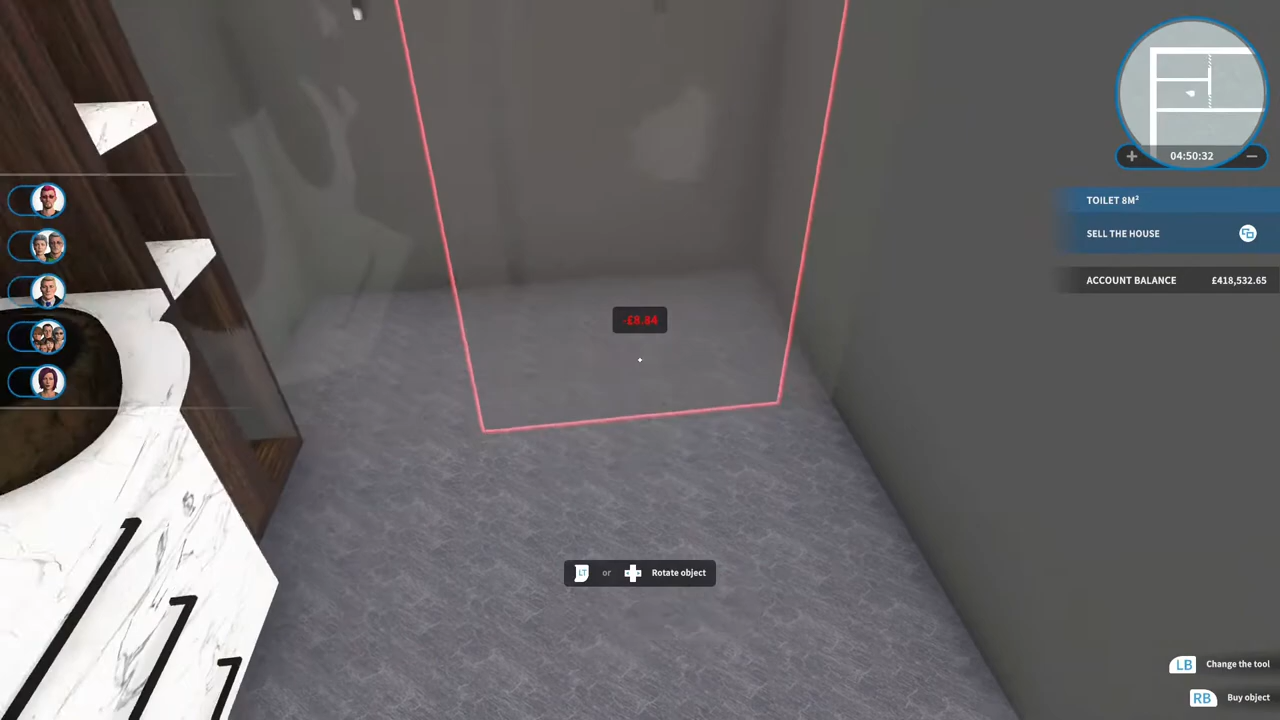 04:50:32
TOILET 8M²
SELL THE HOUSE
ACCOUNT BALANCE £418,532.65
-£8.84
LT or Rotate object
LB Change the tool
RB Buy object